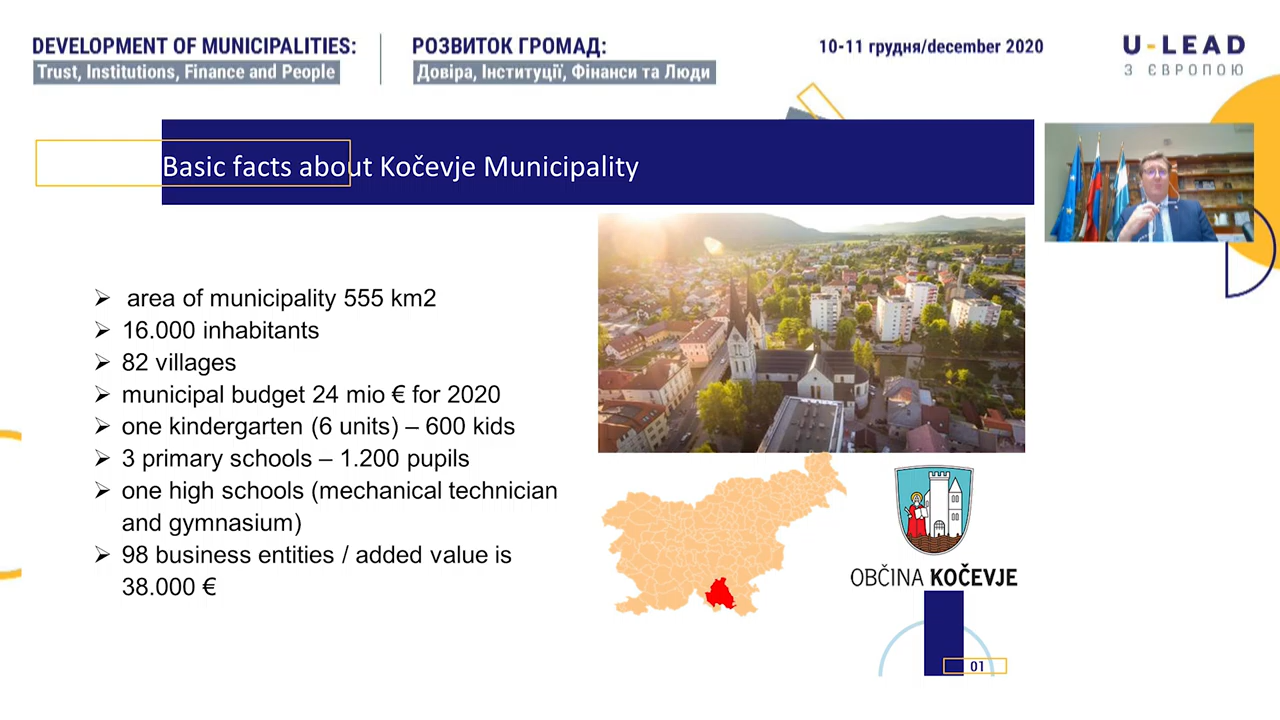 DEVELOPMENT OF MUNICIPALITIES:
Trust, Institutions, Finance and People
РОЗВИТОК ГРОМАД:
Довіра, Інституції, Фінанси та Люди
10-11 грудня/december 2020
U-LEAD
З ЄВРОПОЮ
Basic facts about Kočevje Municipality
area of municipality 555 km2
16.000 inhabitants
82 villages
municipal budget 24 mio € for 2020
one kindergarten (6 units) – 600 kids
3 primary schools – 1.200 pupils
one high schools (mechanical technician
and gymnasium)
98 business entities / added value is
38.000 €
OBČINA KOČEVJE
01